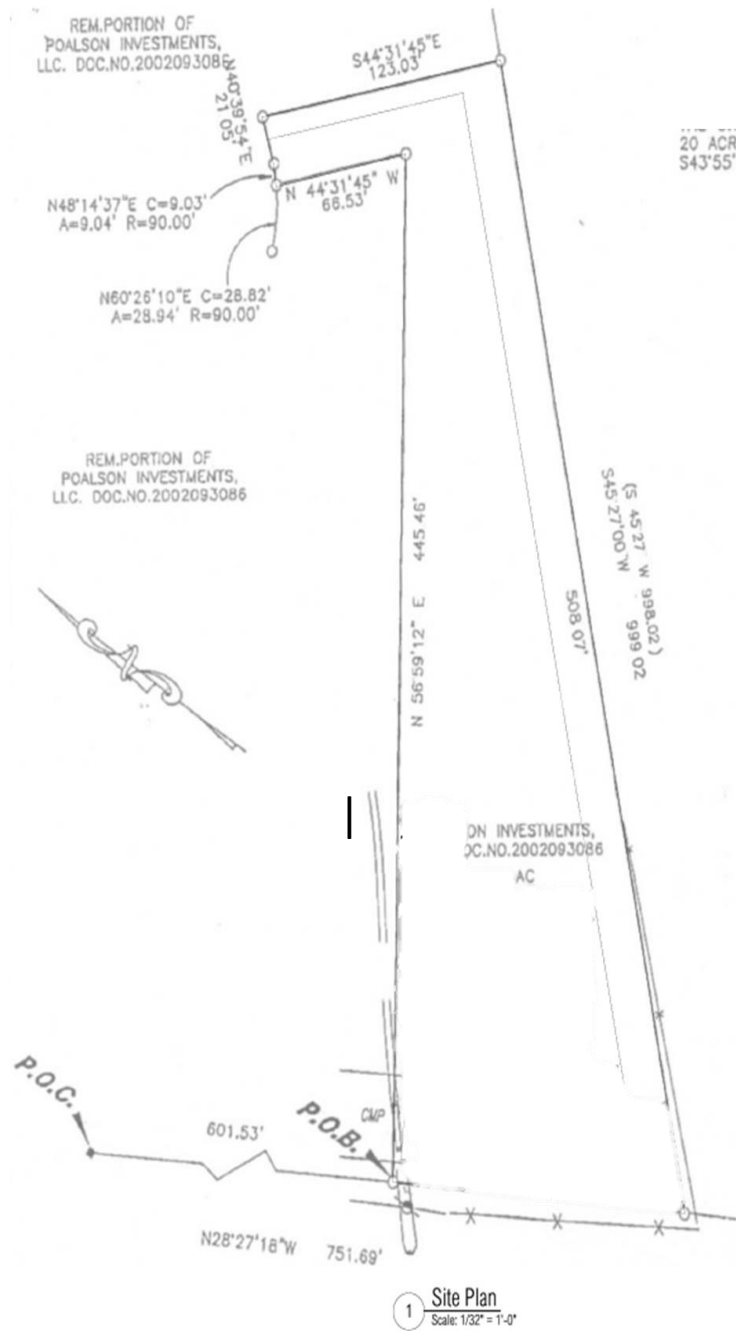 REM.PORTION OF
POALSON INVESTMENTS,
LLC. DOC.NO.2002093086
N40°39'54"E
21.05'
S44°31'45"E
123.03'
20 ACR
S43°55'
N 44°31'45" W
66.53'
N48°14'37"E C=9.03'
A=9.04' R=90.00'
N60°26'10"E C=28.82'
A=28.94' R=90.00'
REM.PORTION OF
POALSON INVESTMENTS,
LLC. DOC.NO.2002093086
N 56°59'12" E 445.46'
(S 45°27' W 998.02')
S45°27'00"W 999.02
508.07'
ON INVESTMENTS,
OC.NO.2002093086
AC
P.O.C.
601.53'
P.O.B.
CMP
N28°27'18"W 751.69'
1 Site Plan
Scale: 1/32" = 1'-0"